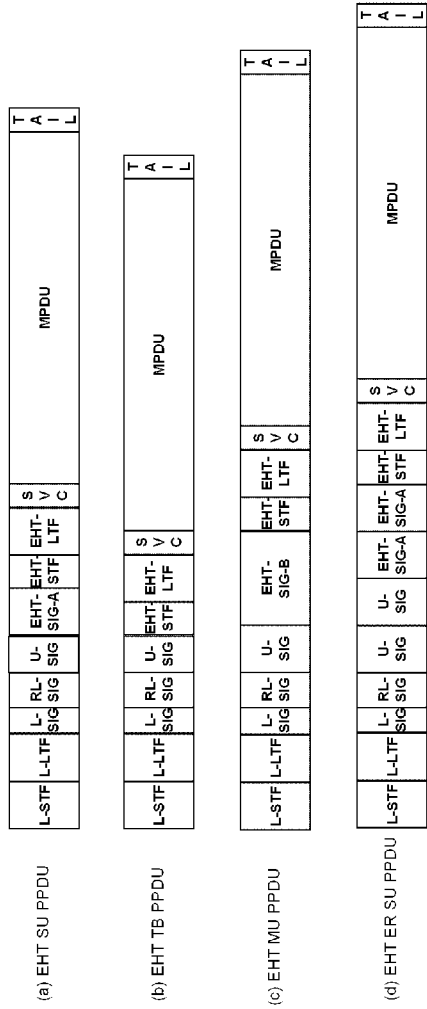 (a) EHT SU PPDU
L-STF
L-LTF
L-
SIG
RL-
SIG
U-
SIG
EHT-
SIG-A
EHT-
STF
EHT-
LTF
S
V
C
MPDU
T
A
I
L
(b) EHT TB PPDU
L-STF
L-LTF
L-
SIG
RL-
SIG
U-
SIG
EHT-
STF
EHT-
LTF
S
V
C
MPDU
T
A
I
L
(c) EHT MU PPDU
L-STF
L-LTF
L-
SIG
RL-
SIG
U-
SIG
EHT-
SIG-B
EHT-
STF
EHT-
LTF
S
V
C
MPDU
T
A
I
L
(d) EHT ER SU PPDU
L-STF
L-LTF
L-
SIG
RL-
SIG
U-
SIG
U-
SIG
EHT-
SIG-A
EHT-
SIG-A
EHT-
STF
EHT-
LTF
S
V
C
MPDU
T
A
I
L